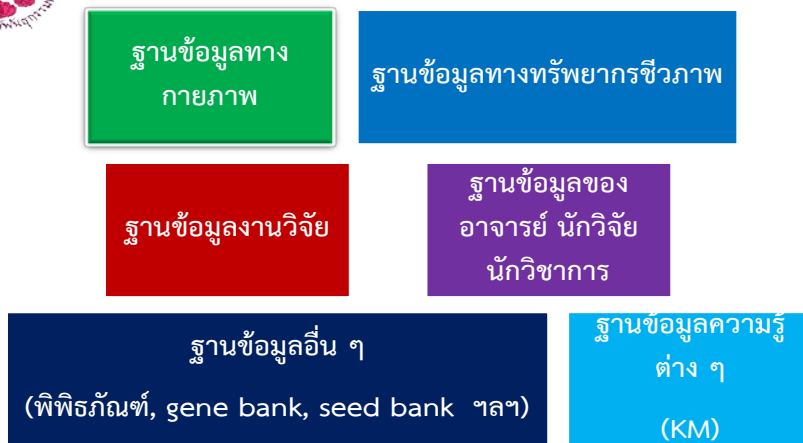 ฐานข้อมูลทาง
กายภาพ
ฐานข้อมูลทางทรัพยากรชีวภาพ
ฐานข้อมูลงานวิจัย
ฐานข้อมูลของ
อาจารย์ นักวิจัย
นักวิชาการ
ฐานข้อมูลอื่น ๆ
(พิพิธภัณฑ์, gene bank, seed bank ฯลฯ)
ฐานข้อมูลความรู้
ต่าง ๆ
(KM)